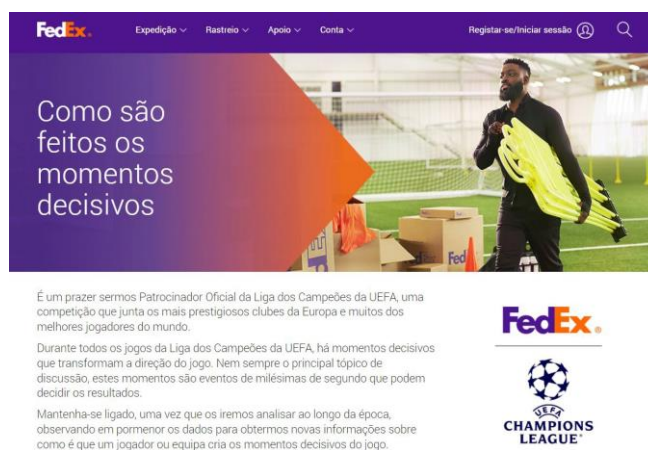 FedEx.
Expedição
Rastreio
Apoio
Conta
Registar-se/Iniciar sessão
Como são
feitos os
momentos
decisivos
Fed
É um prazer sermos Patrocinador Oficial da Liga dos Campeões da UEFA, uma
competição que junta os mais prestigiosos clubes da Europa e muitos dos
melhores jogadores do mundo.
Durante todos os jogos da Liga dos Campeões da UEFA, há momentos decisivos
que transformam a direção do jogo. Nem sempre o principal tópico de
discussão, estes momentos são eventos de milésimas de segundo que podem
decidir os resultados.
Mantenha-se ligado, uma vez que os iremos analisar ao longo da época,
observando em pormenor os dados para obtermos novas informações sobre
como é que um jogador ou equipa cria os momentos decisivos do jogo.
FedEx.
UEFA
CHAMPIONS
LEAGUE